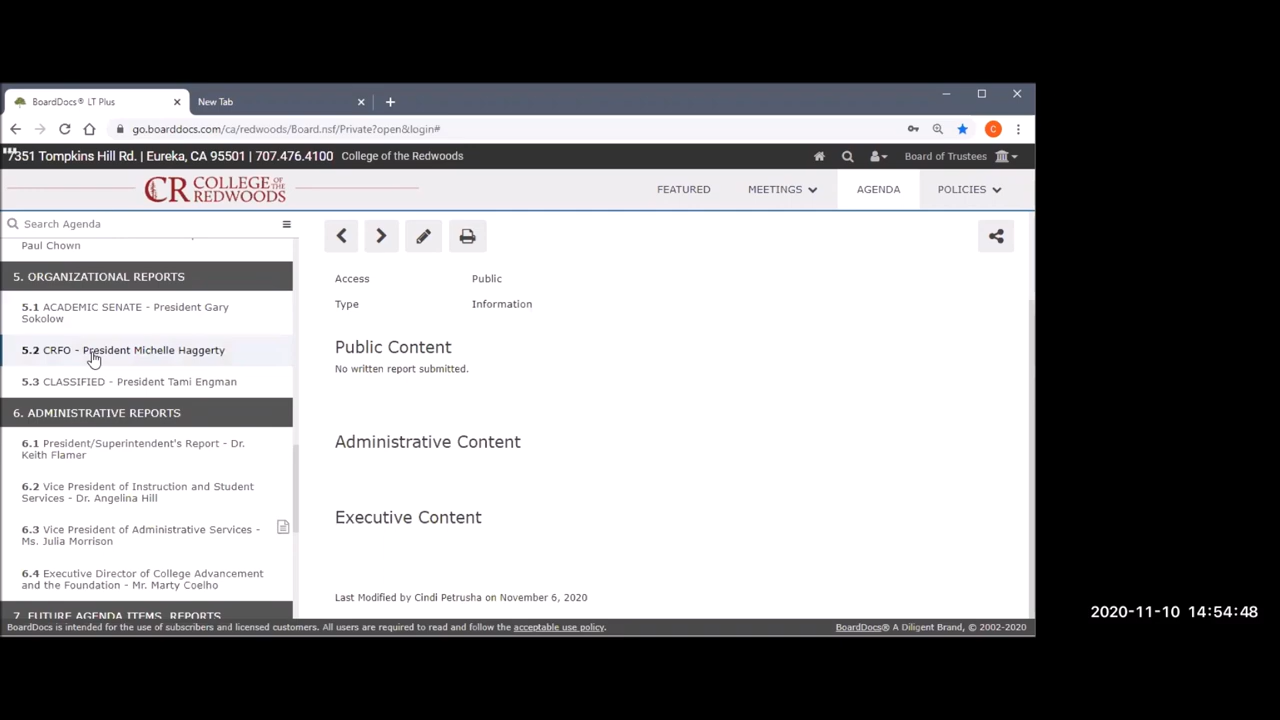 BoardDocs® LT Plus
New Tab
go.boarddocs.com/ca/redwoods/Board.nsf/Private?open&login#
C
7351 Tompkins Hill Rd. | Eureka, CA 95501 | 707.476.4100 College of the Redwoods
Board of Trustees
CR COLLEGE OF THE REDWOODS
FEATURED
MEETINGS
AGENDA
POLICIES
Search Agenda
Paul Chown
5. ORGANIZATIONAL REPORTS
5.1 ACADEMIC SENATE - President Gary
Sokolow
5.2 CRFO - President Michelle Haggerty
5.3 CLASSIFIED - President Tami Engman
6. ADMINISTRATIVE REPORTS
6.1 President/Superintendent's Report - Dr.
Keith Flamer
6.2 Vice President of Instruction and Student
Services - Dr. Angelina Hill
6.3 Vice President of Administrative Services -
Ms. Julia Morrison
6.4 Executive Director of College Advancement
and the Foundation - Mr. Marty Coelho
7. FUTURE AGENDA ITEMS, REPORTS
Access Public
Type Information
Public Content
No written report submitted.
Administrative Content
Executive Content
Last Modified by Cindi Petrusha on November 6, 2020
BoardDocs is intended for the use of subscribers and licensed customers. All users are required to read and follow the acceptable use policy.
BoardDocs® A Diligent Brand, © 2002-2020
2020-11-10 14:54:48